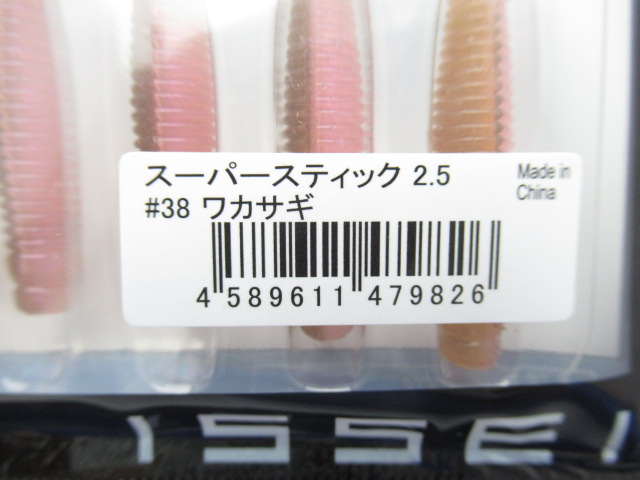 スーパースティック 2.5
Made in
China
#38 ワカサギ
4 589611 479826
ISSEI